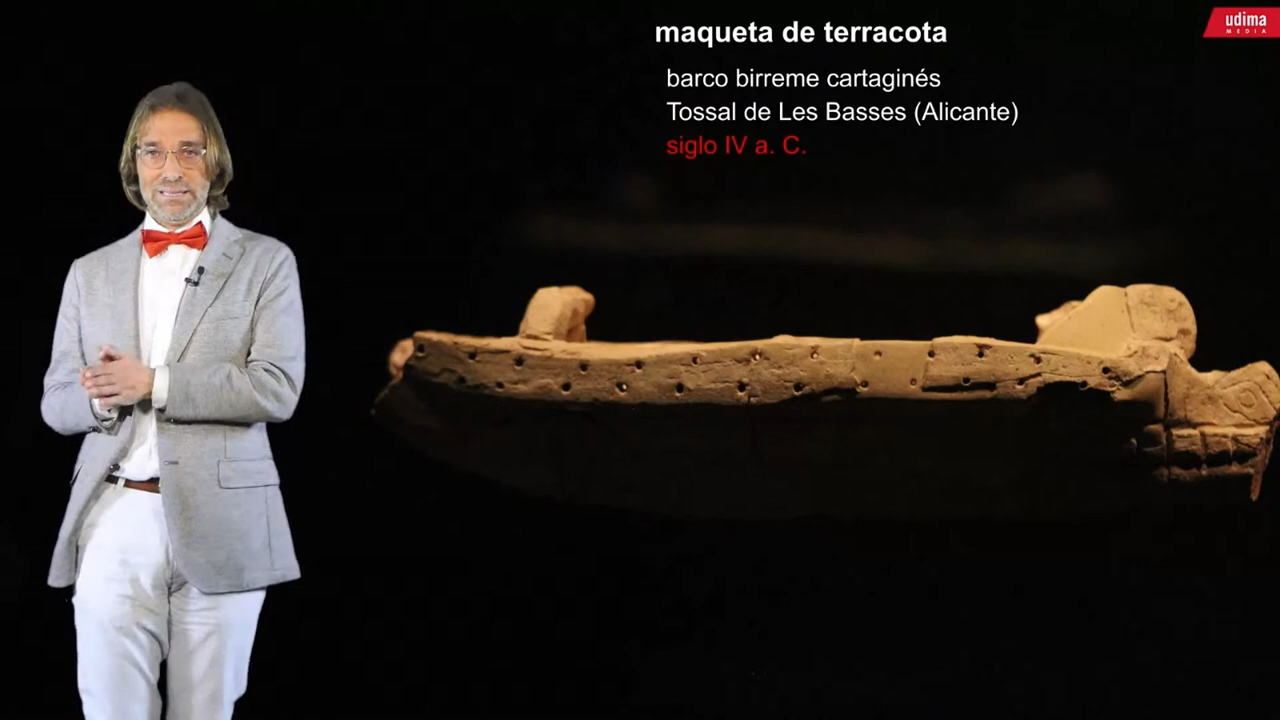 maqueta de terracota
udima
MEDIA
barco birreme cartaginés
Tossal de Les Basses (Alicante)
siglo IV a. C.